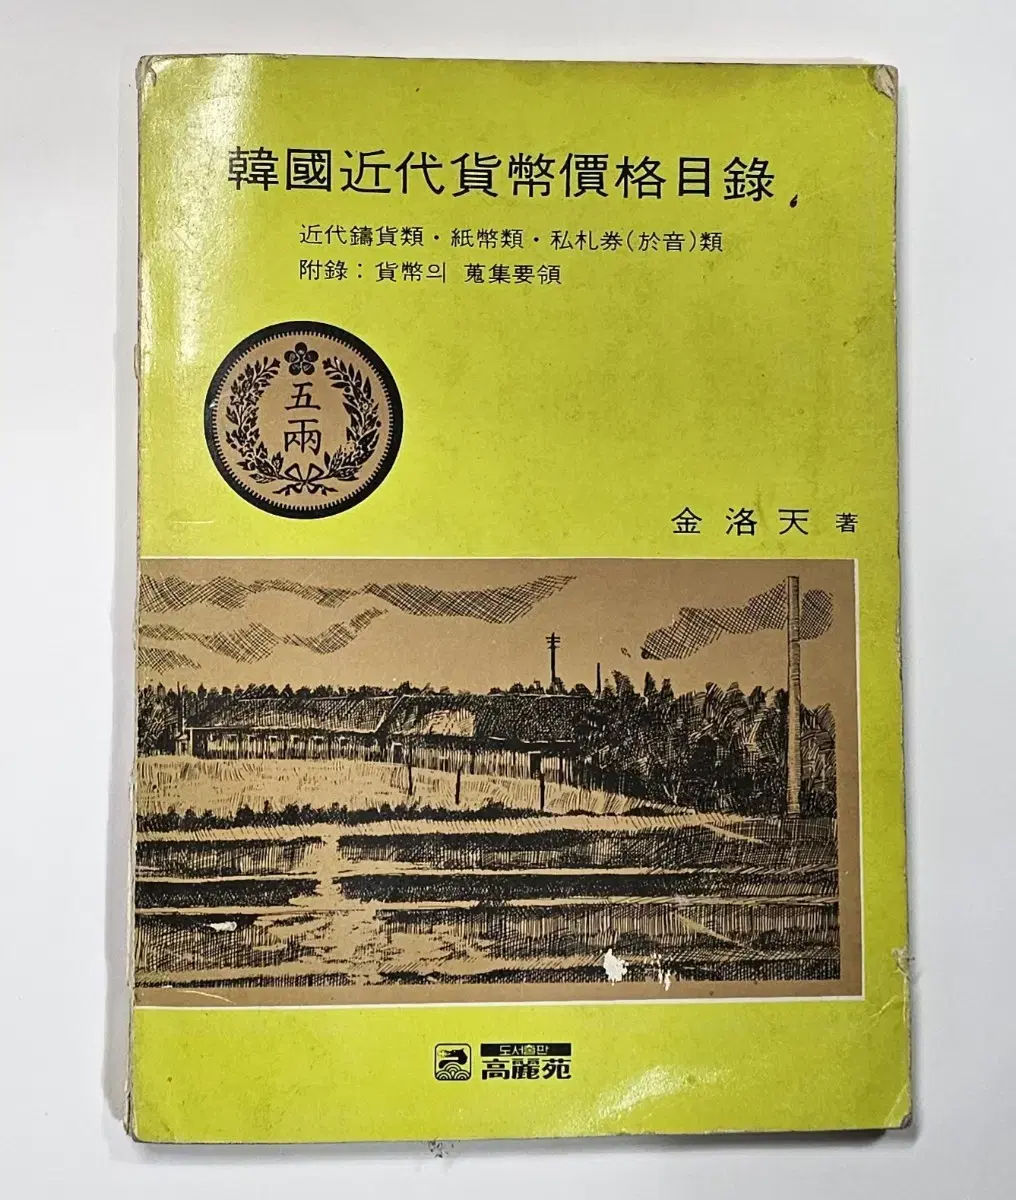 韓國近代貨幣價格目錄
近代鑄貨類・紙幣類・私札券(於音)類
附錄: 貨幣의 蒐集要領
五
兩
金洛天 著
도서출판
高麗苑